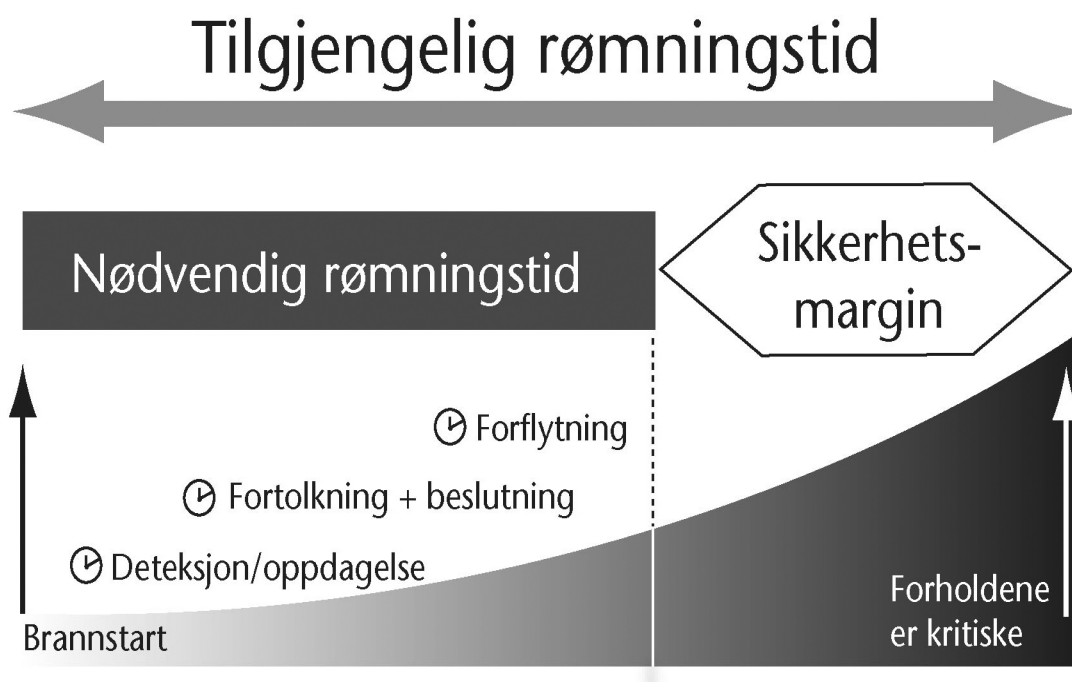 Tilgjengelig rømningstid
Nødvendig rømningstid
Sikkerhets-
margin
Forflytning
Fortolkning + beslutning
Deteksjon/oppdagelse
Brannstart
Forholdene
er kritiske